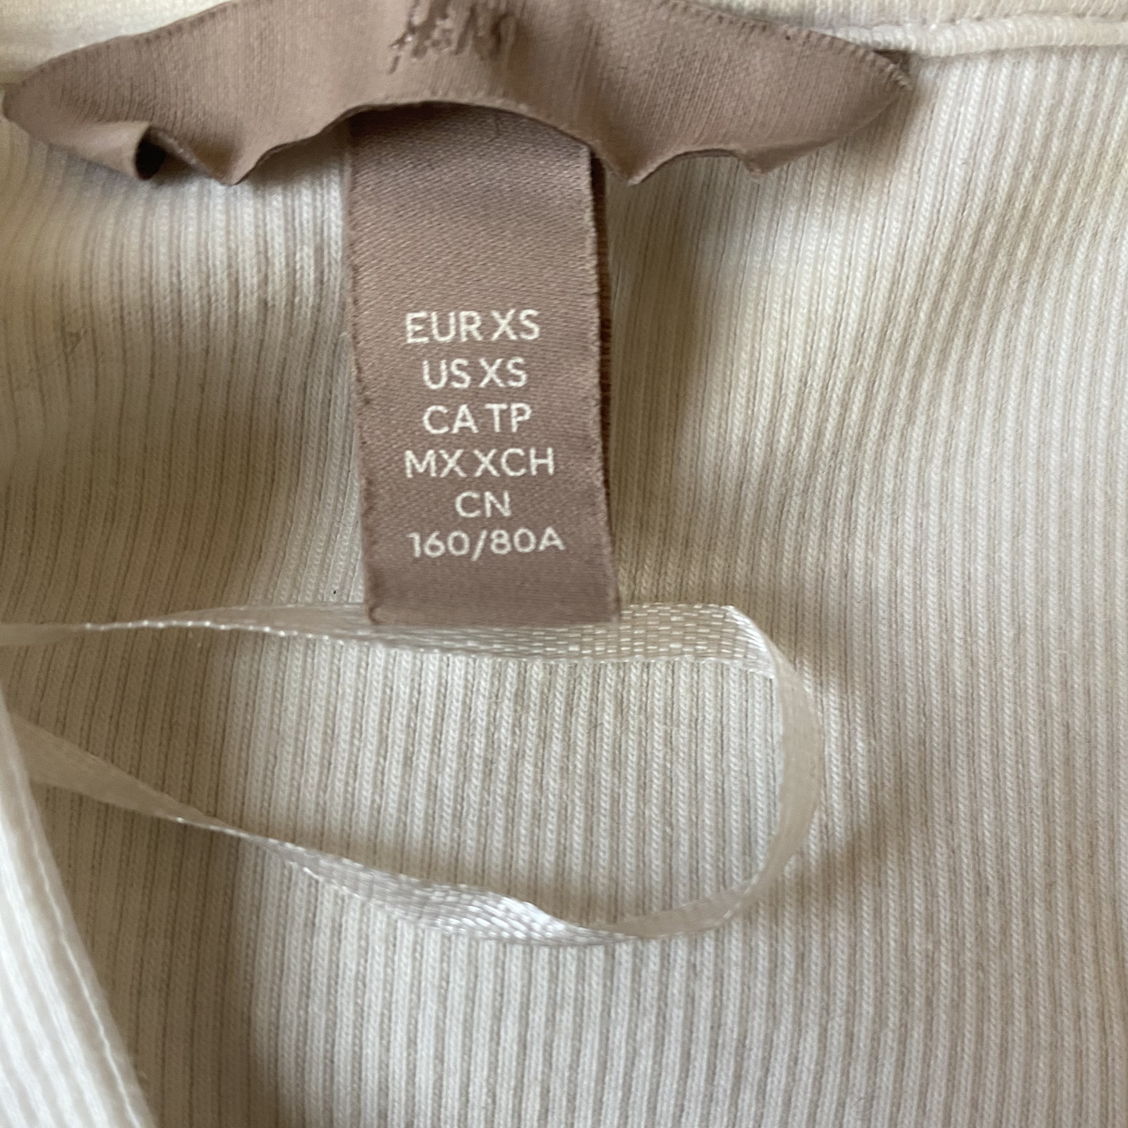 H&M
EUR XS
US XS
CA TP
MX XCH
CN
160/80A